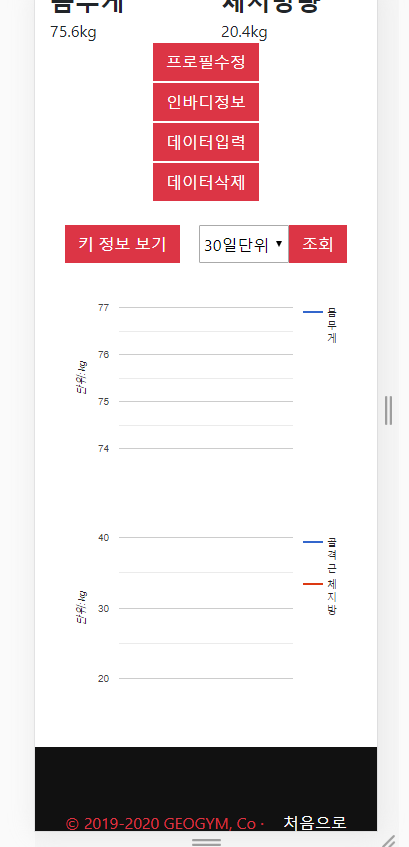 몸무게 체지방량
75.6kg 20.4kg
프로필수정
인바디정보
데이터입력
데이터삭제
키 정보 보기 30일단위 조회
77
몸
무
게
76
단위: kg
75
74
40
골
격
근
체
지
방
단위: kg
30
20
© 2019-2020 GEOGYM, Co · 처음으로